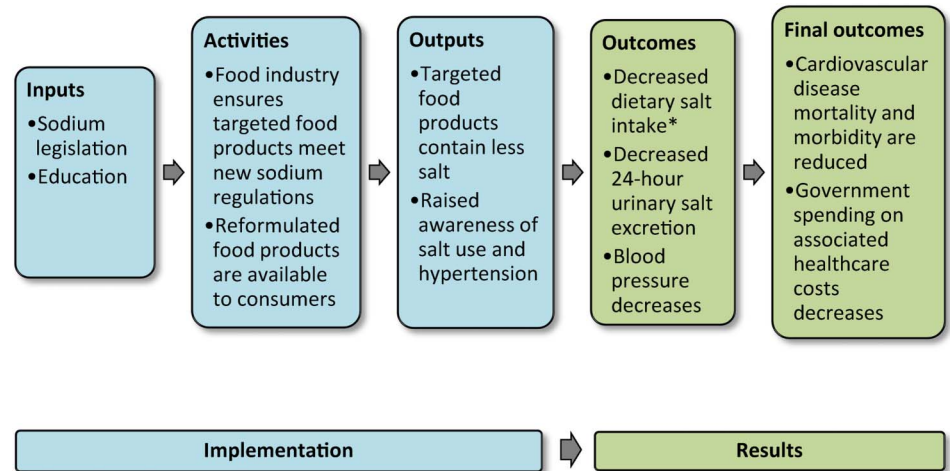 Inputs
•Sodium
legislation
•Education
Activities
•Food industry
ensures
targeted food
products meet
new sodium
regulations
•Reformulated
food products
are available
to consumers
Outputs
•Targeted
food
products
contain less
salt
•Raised
awareness of
salt use and
hypertension
Outcomes
•Decreased
dietary salt
intake*
•Decreased
24-hour
urinary salt
excretion
•Blood
pressure
decreases
Final outcomes
•Cardiovascular
disease
mortality and
morbidity are
reduced
•Government
spending on
associated
healthcare
costs
decreases
Implementation
Results